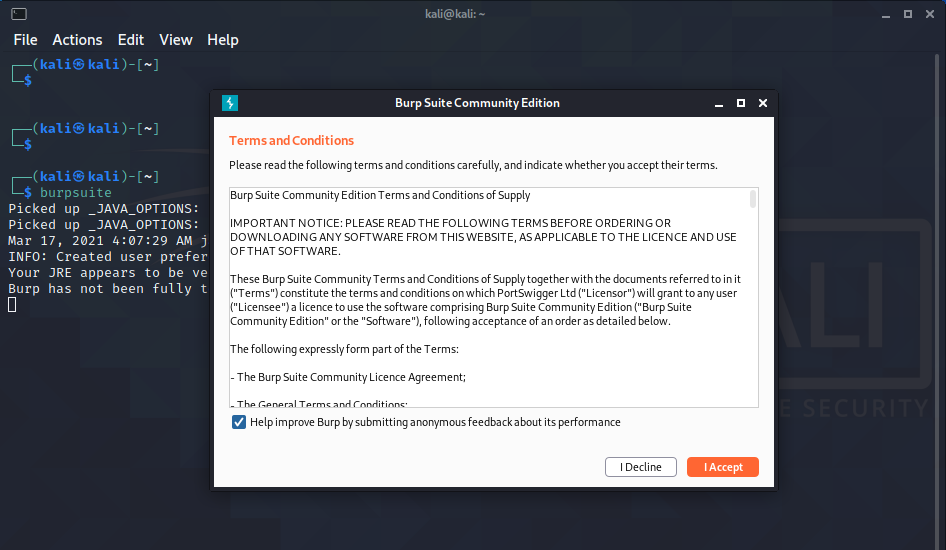 kali@kali: ~
File Actions Edit View Help
(kali㉿kali)-[~]
$
(kali㉿kali)-[~]
$
(kali㉿kali)-[~]
$ burpsuite
Picked up _JAVA_OPTIONS:
Picked up _JAVA_OPTIONS:
Mar 17, 2021 4:07:29 AM j
INFO: Created user prefer
Your JRE appears to be ve
Burp has not been fully t
Burp Suite Community Edition
Terms and Conditions
Please read the following terms and conditions carefully, and indicate whether you accept their terms.
Burp Suite Community Edition Terms and Conditions of Supply
IMPORTANT NOTICE: PLEASE READ THE FOLLOWING TERMS BEFORE ORDERING OR
DOWNLOADING ANY SOFTWARE FROM THIS WEBSITE, AS APPLICABLE TO THE LICENCE AND USE
OF THAT SOFTWARE.
These Burp Suite Community Terms and Conditions of Supply together with the documents referred to in it
("Terms") constitute the terms and conditions on which PortSwigger Ltd ("Licensor") will grant to any user
("Licensee") a licence to use the software comprising Burp Suite Community Edition ("Burp Suite
Community Edition" or the "Software"), following acceptance of an order as detailed below.
The following expressly form part of the Terms:
- The Burp Suite Community Licence Agreement;
- The General Terms and Conditions;
Help improve Burp by submitting anonymous feedback about its performance
I Decline
I Accept
ALI
E SECURITY